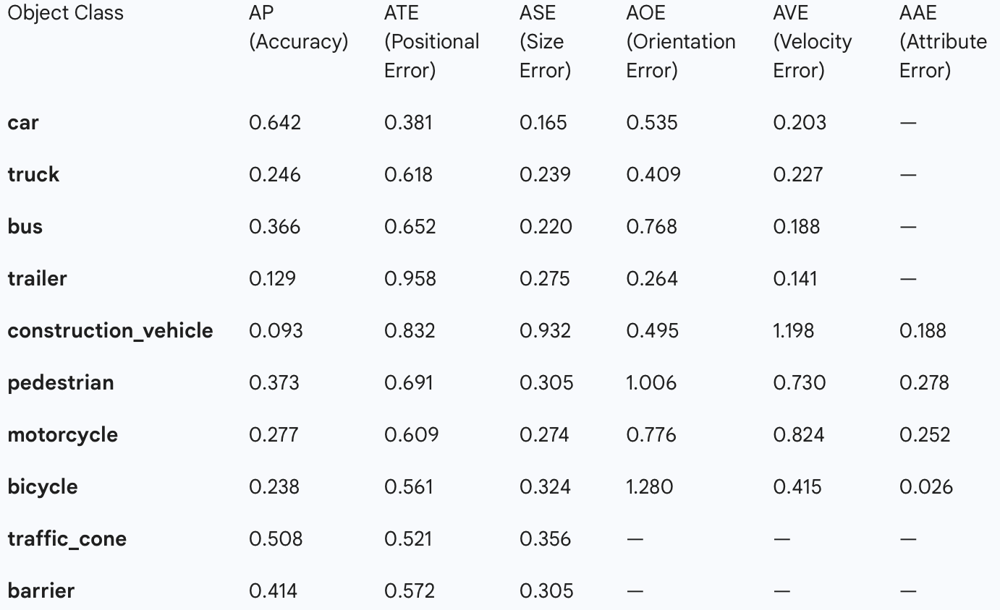 Object Class AP ATE ASE AOE AVE AAE
(Accuracy) (Positional (Size (Orientation (Velocity (Attribute
Error) Error) Error) Error) Error)
car 0.642 0.381 0.165 0.535 0.203 —
truck 0.246 0.618 0.239 0.409 0.227 —
bus 0.366 0.652 0.220 0.768 0.188 —
trailer 0.129 0.958 0.275 0.264 0.141 —
construction_vehicle 0.093 0.832 0.932 0.495 1.198 0.188
pedestrian 0.373 0.691 0.305 1.006 0.730 0.278
motorcycle 0.277 0.609 0.274 0.776 0.824 0.252
bicycle 0.238 0.561 0.324 1.280 0.415 0.026
traffic_cone 0.508 0.521 0.356 — — —
barrier 0.414 0.572 0.305 — — —